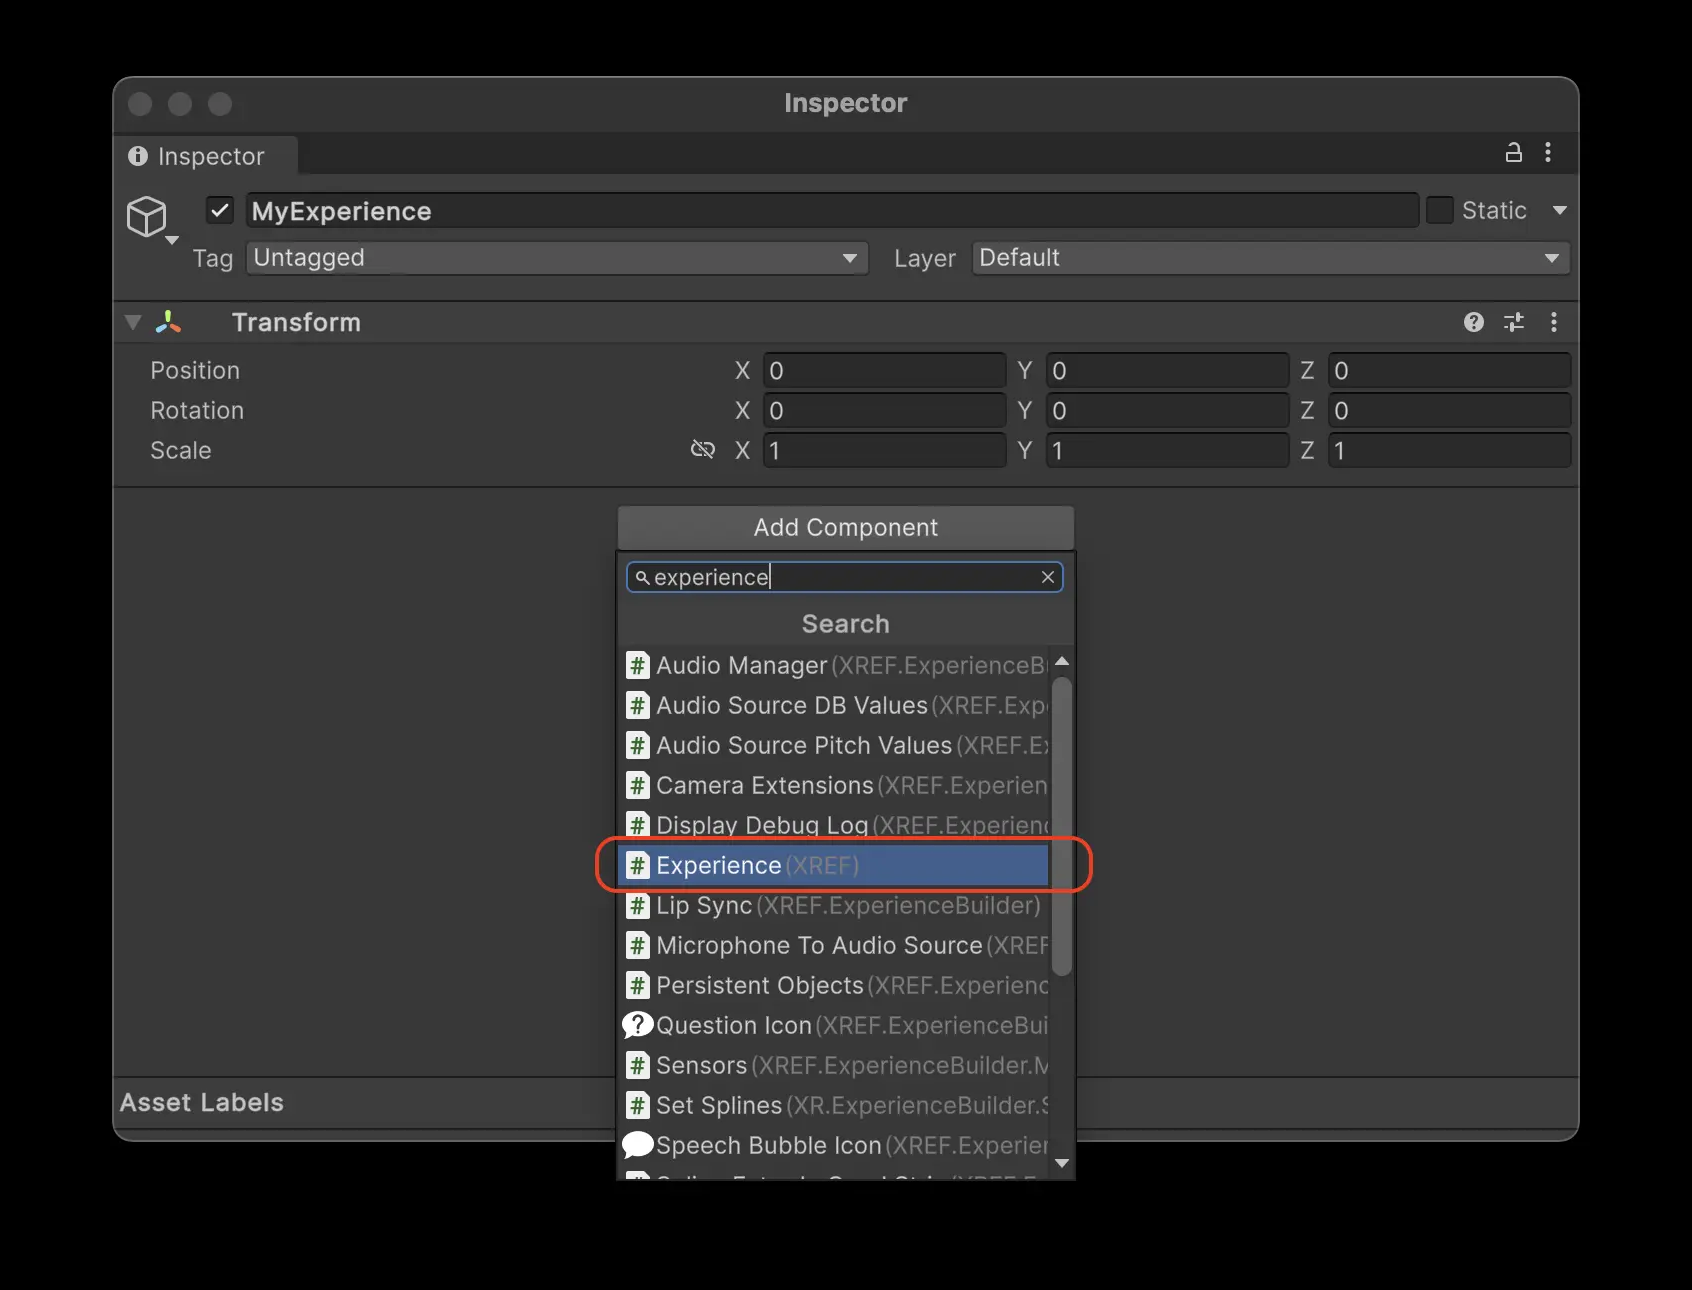 Inspector
Inspector
MyExperience Static
Tag Untagged Layer Default
Transform
Position X 0 Y 0 Z 0
Rotation X 0 Y 0 Z 0
Scale X 1 Y 1 Z 1
Add Component
experience
Search
# Audio Manager (XREF.ExperienceB
# Audio Source DB Values (XREF.Exp
# Audio Source Pitch Values (XREF.E
# Camera Extensions (XREF.Experien
# Display Debug Log (XREF.Experienc
# Experience (XREF)
# Lip Sync (XREF.ExperienceBuilder)
# Microphone To Audio Source (XREF
# Persistent Objects (XREF.Experienc
? Question Icon (XREF.ExperienceBui
# Sensors (XREF.ExperienceBuilder.M
# Set Splines (XR.ExperienceBuilder.S
Speech Bubble Icon (XREF.Experier
Asset Labels